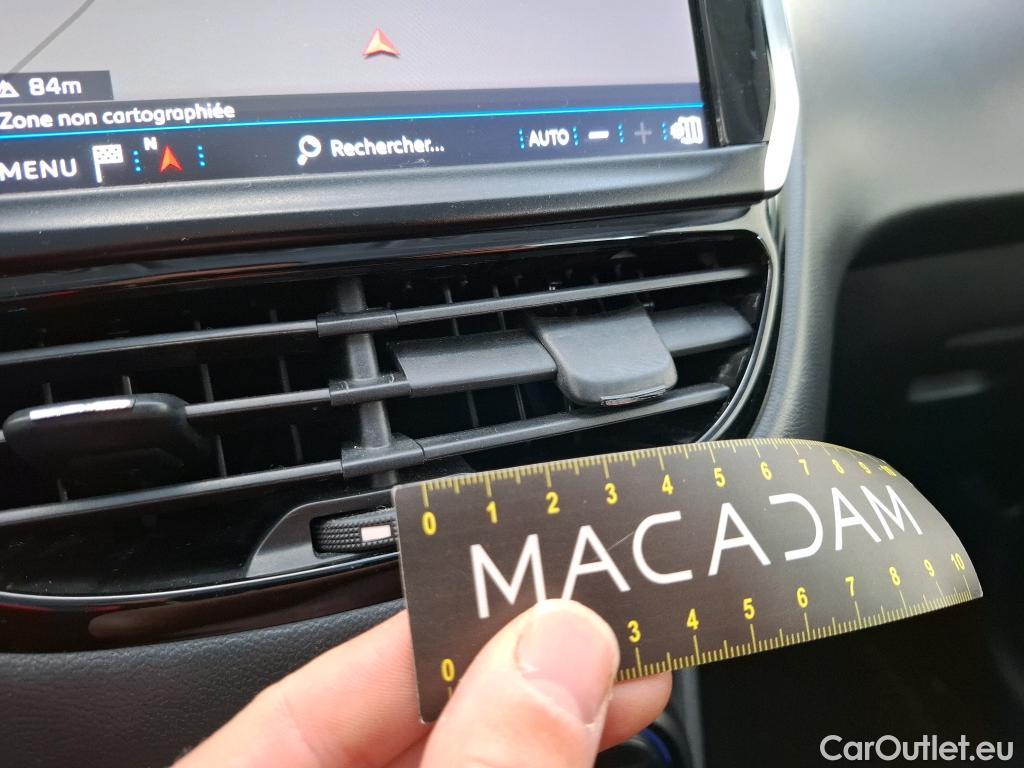 84m
Zone non cartographiée
MENU
N
Rechercher...
AUTO
0 1 2 3 4 5 6 7 8 9 10
MACADAM
0 3 4 5 6 7 8 9 10
CarOutlet.eu